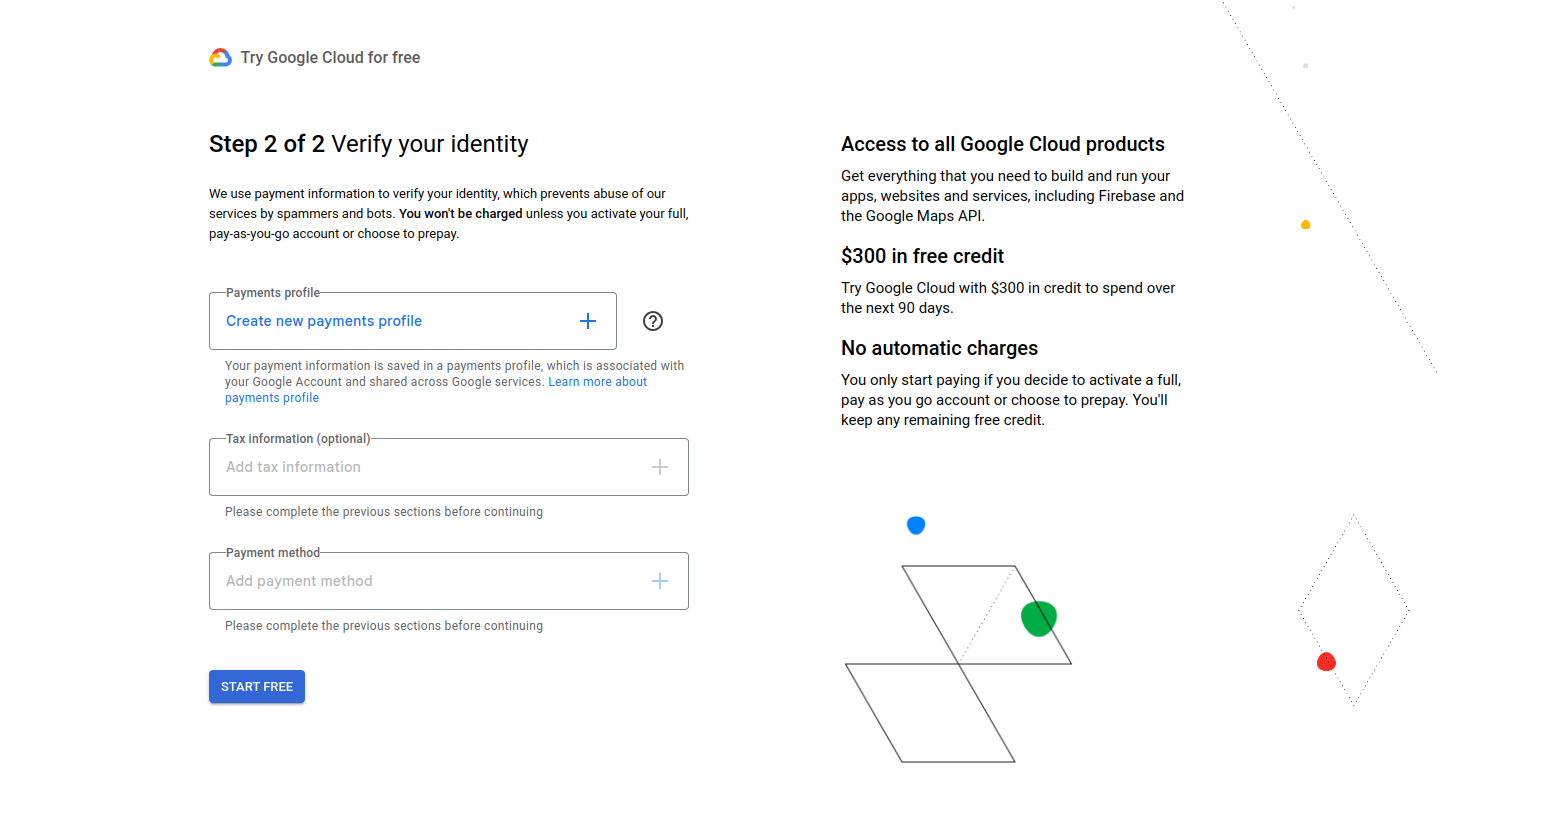 Try Google Cloud for free
Step 2 of 2 Verify your identity
We use payment information to verify your identity, which prevents abuse of our
services by spammers and bots. You won't be charged unless you activate your full,
pay-as-you-go account or choose to prepay.
Payments profile
Create new payments profile
Your payment information is saved in a payments profile, which is associated with
your Google Account and shared across Google services. Learn more about
payments profile
Tax information (optional)
Add tax information
Please complete the previous sections before continuing
Payment method
Add payment method
Please complete the previous sections before continuing
START FREE
Access to all Google Cloud products
Get everything that you need to build and run your
apps, websites and services, including Firebase and
the Google Maps API.
$300 in free credit
Try Google Cloud with $300 in credit to spend over
the next 90 days.
No automatic charges
You only start paying if you decide to activate a full,
pay as you go account or choose to prepay. You'll
keep any remaining free credit.